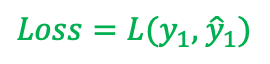 Loss = L(y₁, ŷ₁)